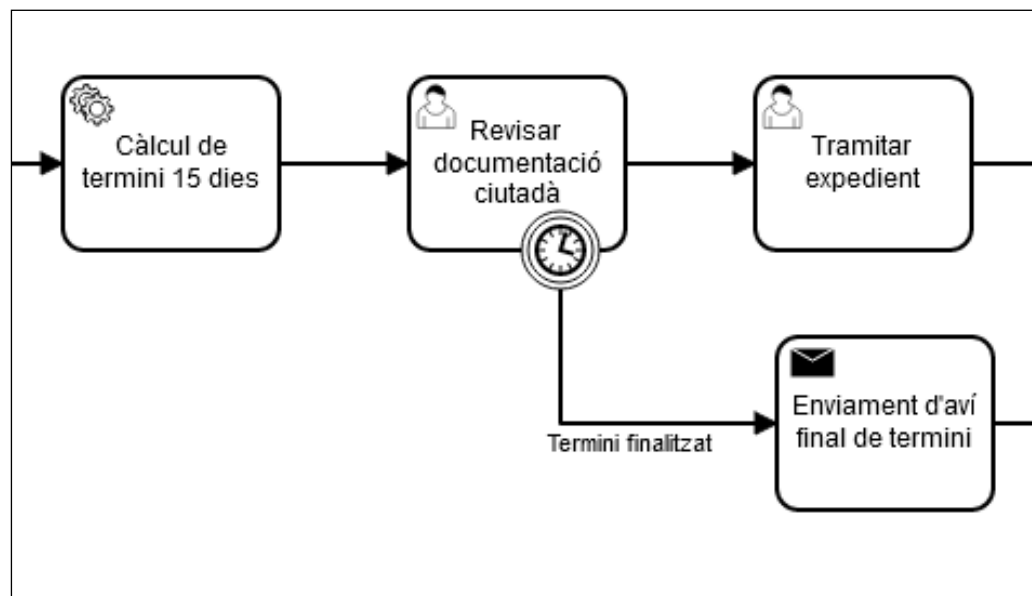 Càlcul de
termini 15 dies
Revisar
documentació
ciutadà
Tramitar
expedient
Termini finalitzat
Enviament d'aví
final de termini